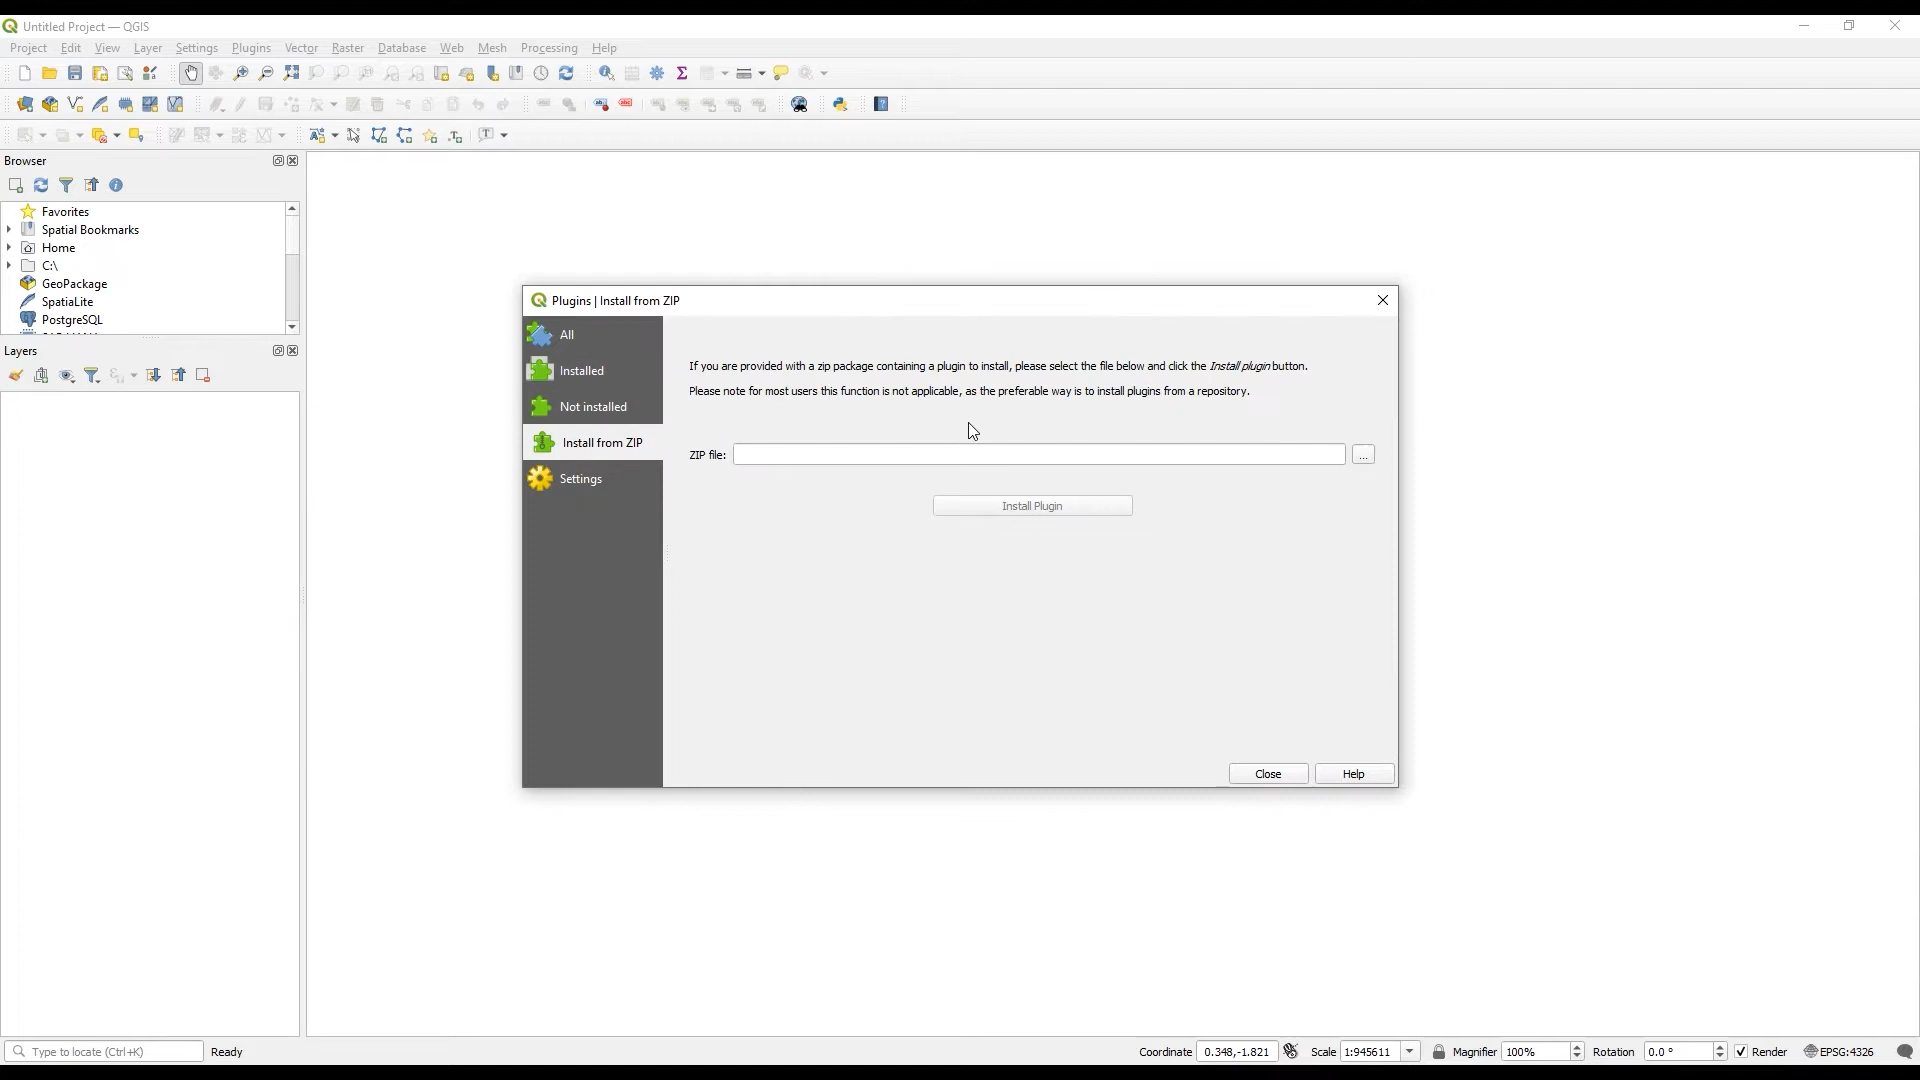 Untitled Project — QGIS
Project Edit View Layer Settings Plugins Vector Raster Database Web Mesh Processing Help
Browser
Favorites
Spatial Bookmarks
Home
C:\
GeoPackage
SpatiaLite
PostgreSQL
Layers
Plugins | Install from ZIP
All
Installed
Not installed
Install from ZIP
Settings
If you are provided with a zip package containing a plugin to install, please select the file below and click the Install plugin button.
Please note for most users this function is not applicable, as the preferable way is to install plugins from a repository.
ZIP file:
...
Install Plugin
Close Help
Type to locate (Ctrl+K) Ready Coordinate 0.348,-1.821 Scale 1:945611 Magnifier 100% Rotation 0.0 ° Render EPSG:4326